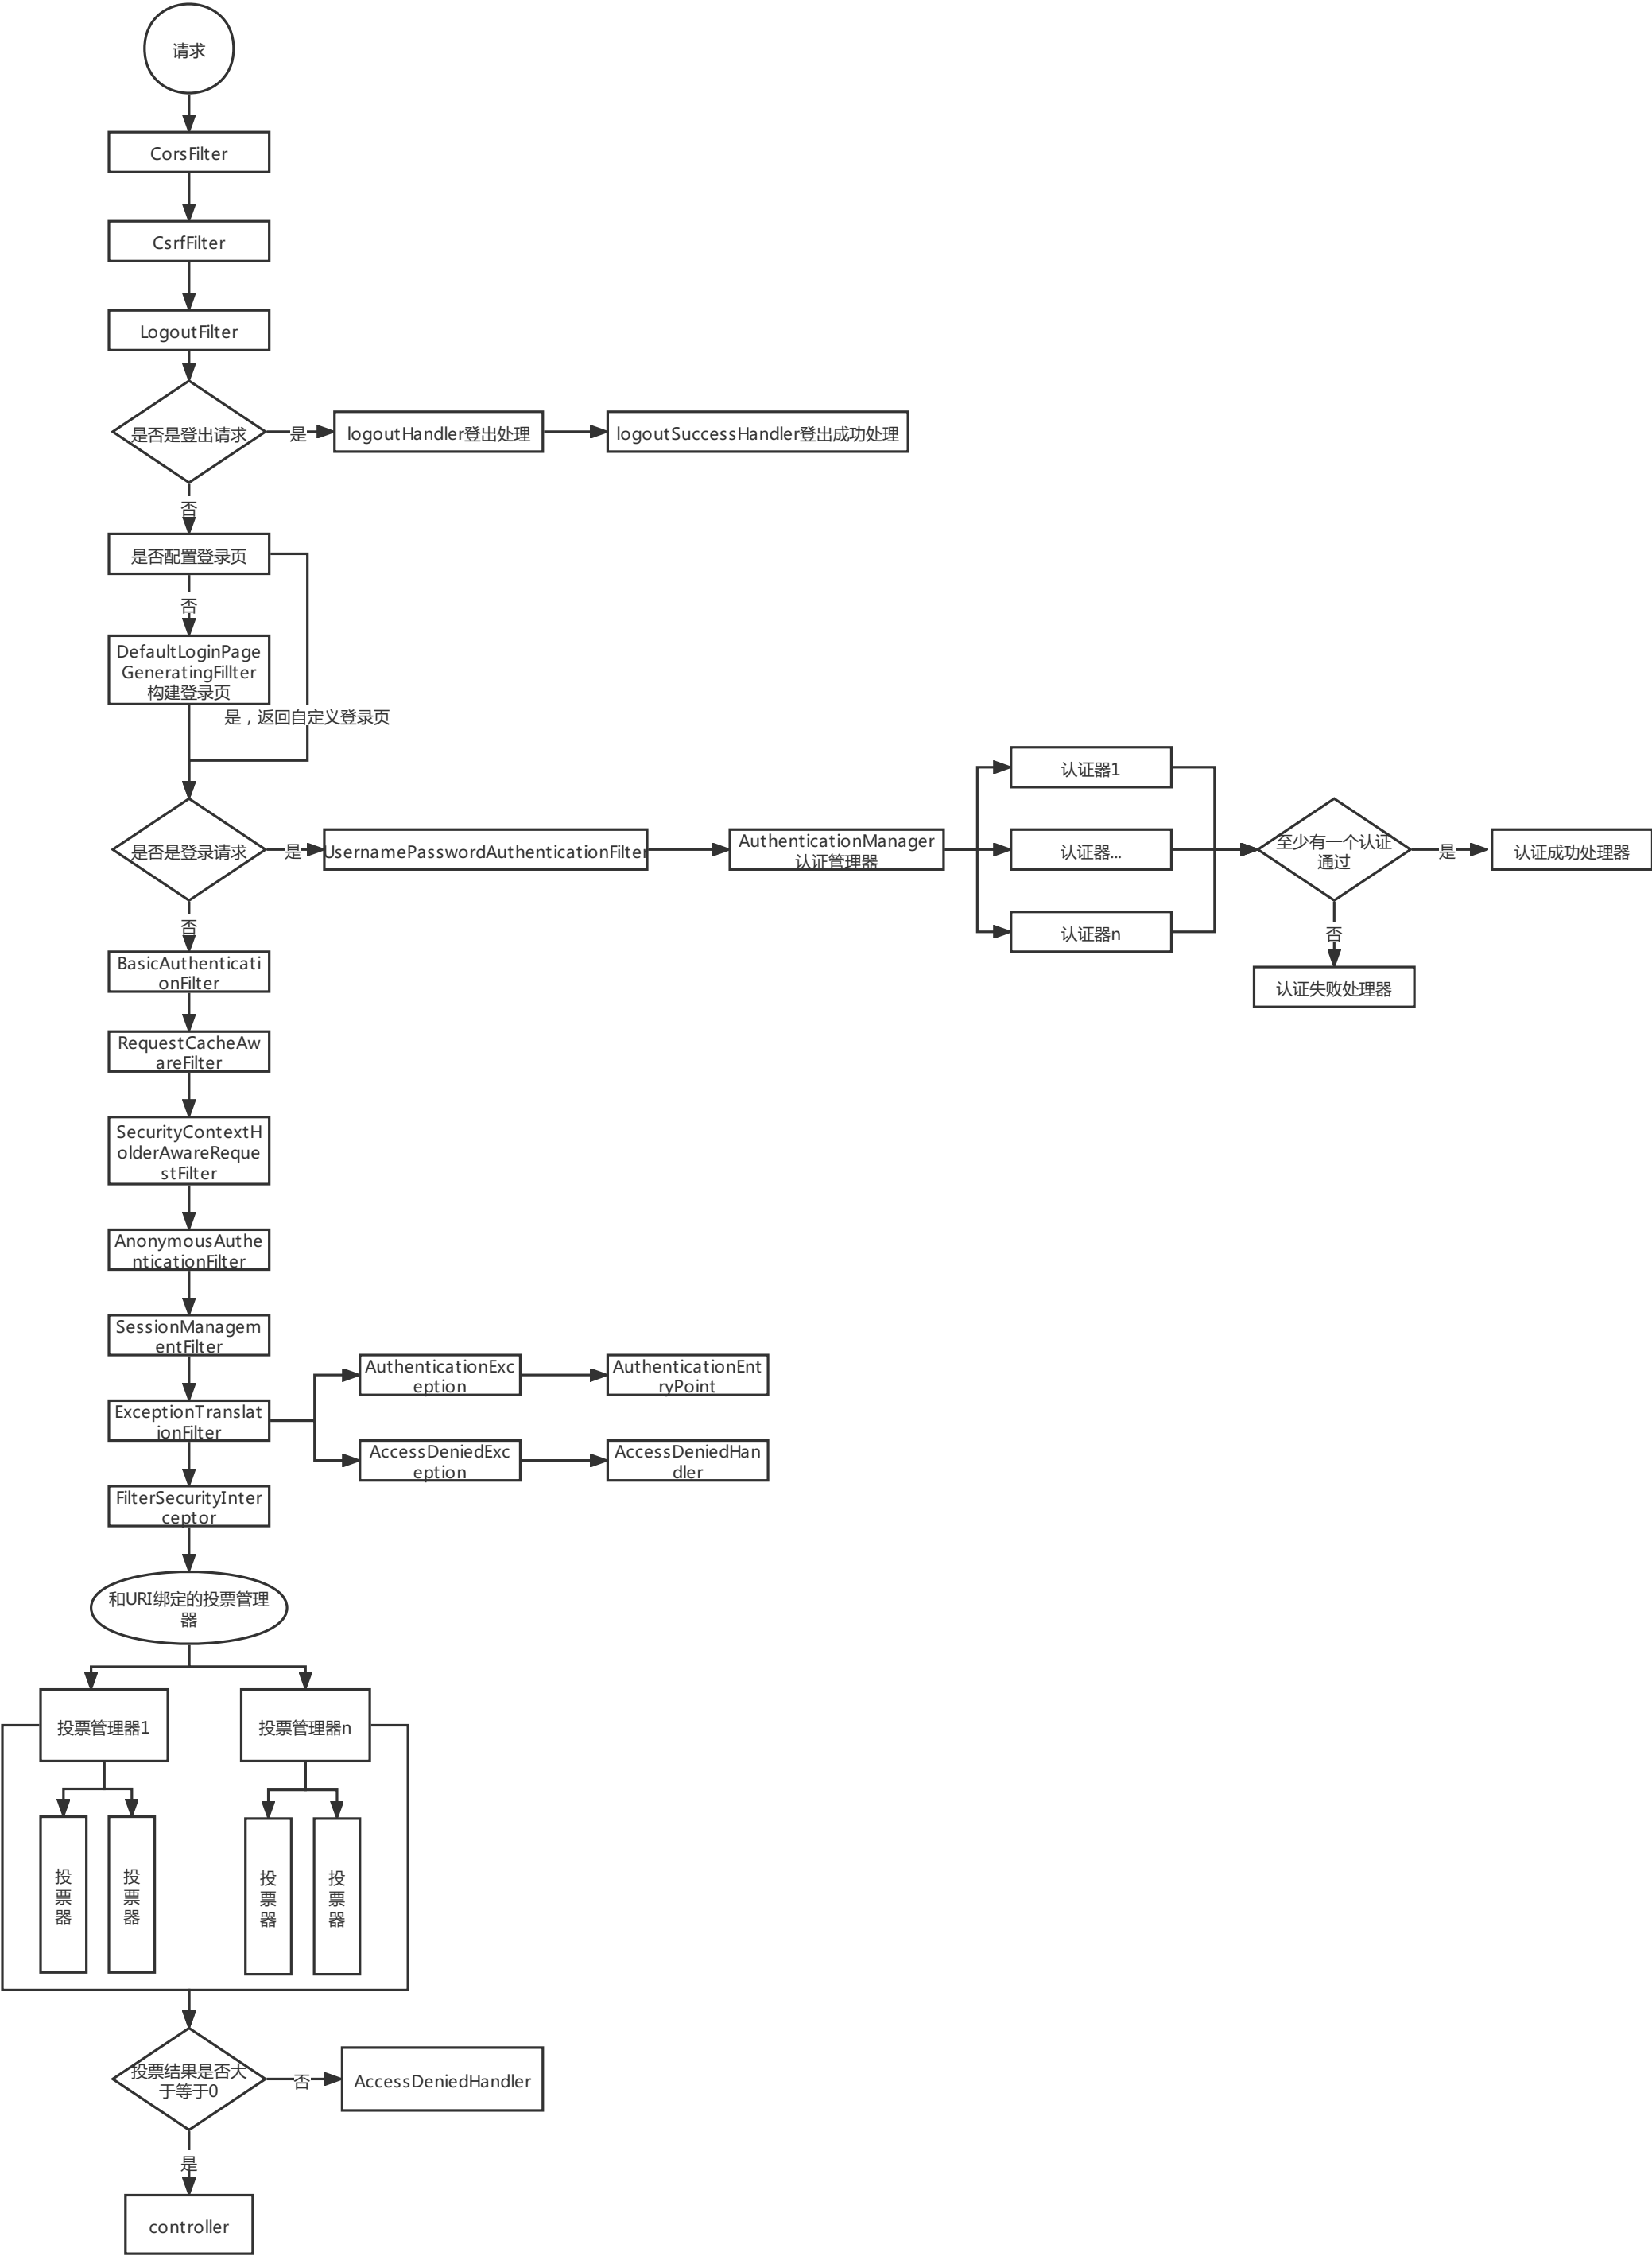 请求
CorsFilter
CsrfFilter
LogoutFilter
是否是登出请求
是
logoutHandler登出处理
logoutSuccessHandler登出成功处理
否
是否配置登录页
否
DefaultLoginPage
GeneratingFillter
构建登录页
是，返回自定义登录页
是否是登录请求
是
UsernamePasswordAuthenticationFilter
AuthenticationManager
认证管理器
认证器1
认证器...
认证器n
至少有一个认证
通过
是
认证成功处理器
否
认证失败处理器
否
BasicAuthenticati
onFilter
RequestCacheAw
areFilter
SecurityContextH
olderAwareReque
stFilter
AnonymousAuthe
nticationFilter
SessionManagem
entFilter
ExceptionTranslat
ionFilter
AuthenticationExc
eption
AuthenticationEnt
ryPoint
AccessDeniedExc
eption
AccessDeniedHan
dler
FilterSecurityInter
ceptor
和URI绑定的投票管理
器
投票管理器1
投票管理器n
投
票
器
投
票
器
投
票
器
投
票
器
投票结果是否大
于等于0
否
AccessDeniedHandler
是
controller